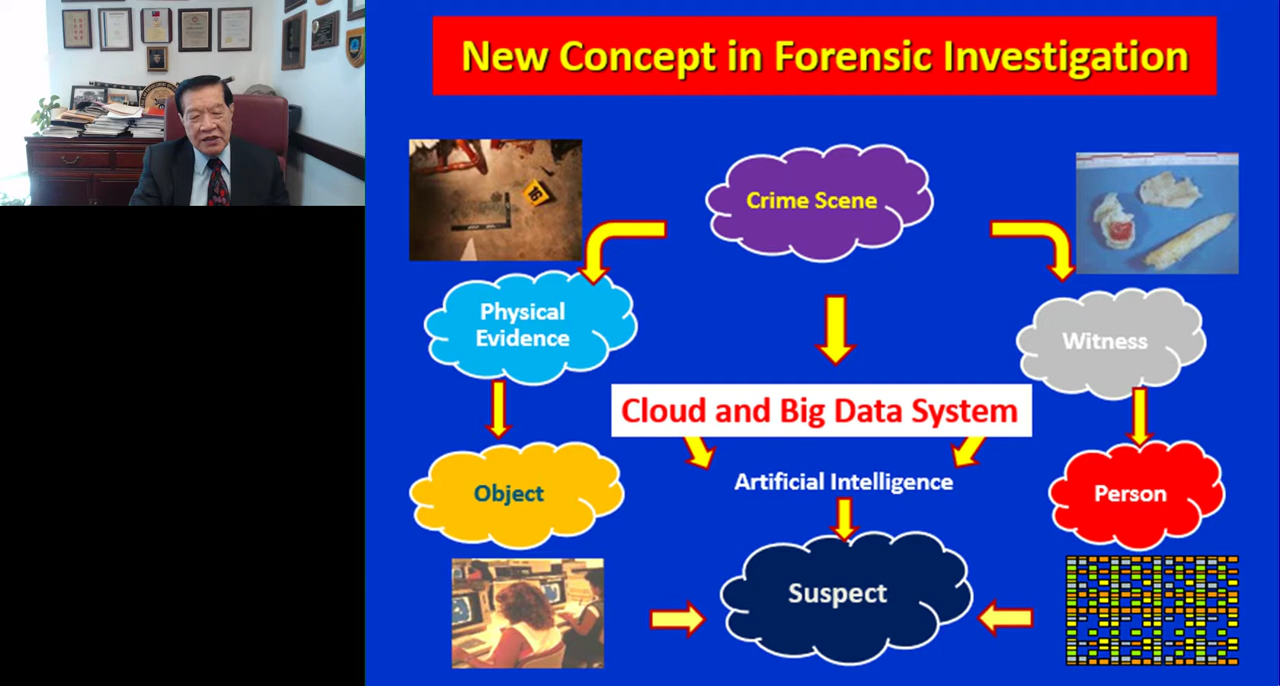 New Concept in Forensic Investigation
Crime Scene
16
Physical
Evidence
Witness
Cloud and Big Data System
Object
Artificial Intelligence
Person
Suspect